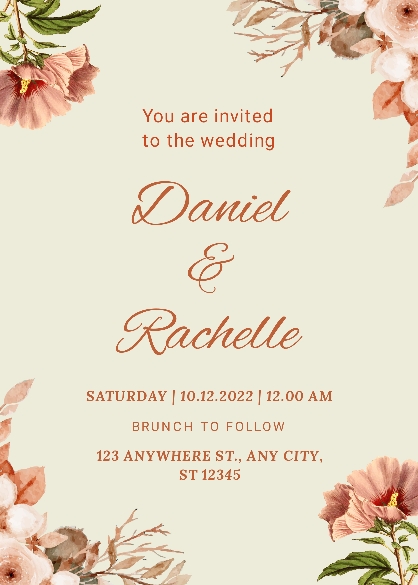 You are invited
to the wedding
Daniel
&
Rachelle
SATURDAY | 10.12.2022 | 12.00 AM
BRUNCH TO FOLLOW
123 ANYWHERE ST., ANY CITY,
ST 12345